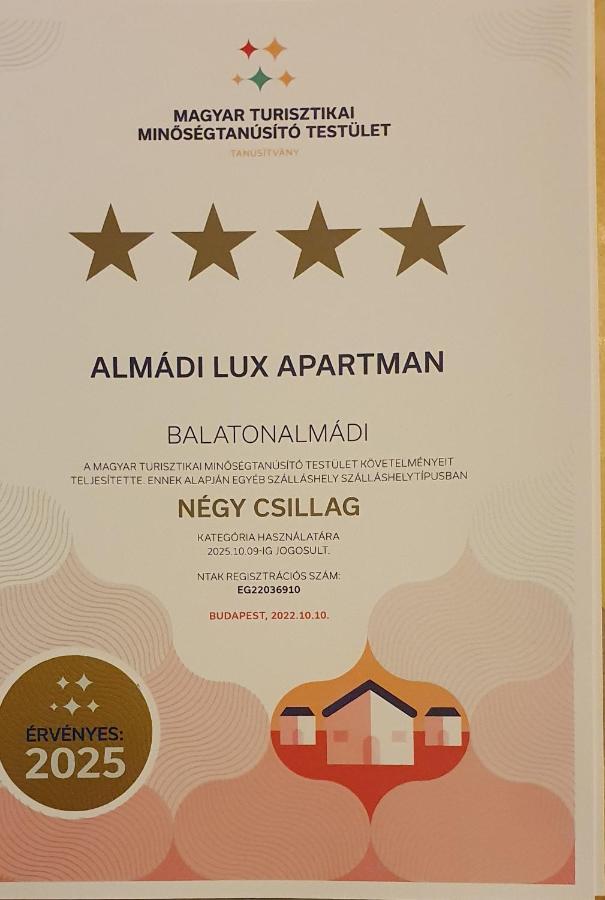 MAGYAR TURISZTIKAI
MINŐSÉGTANÚSÍTÓ TESTÜLET
TANÚSÍTVÁNY
ALMÁDI LUX APARTMAN
BALATONALMÁDI
A MAGYAR TURISZTIKAI MINŐSÉGTANÚSÍTÓ TESTÜLET KÖVETELMÉNYEIT
TELJESÍTETTE. ENNEK ALAPJÁN EGYÉB SZÁLLÁSHELY SZÁLLÁSHELYTÍPUSBAN
NÉGY CSILLAG
KATEGÓRIA HASZNÁLATÁRA
2025.10.09-IG JOGOSULT.
NTAK REGISZTRÁCIÓS SZÁM:
EG22036910
BUDAPEST, 2022.10.10.
ÉRVÉNYES:
2025